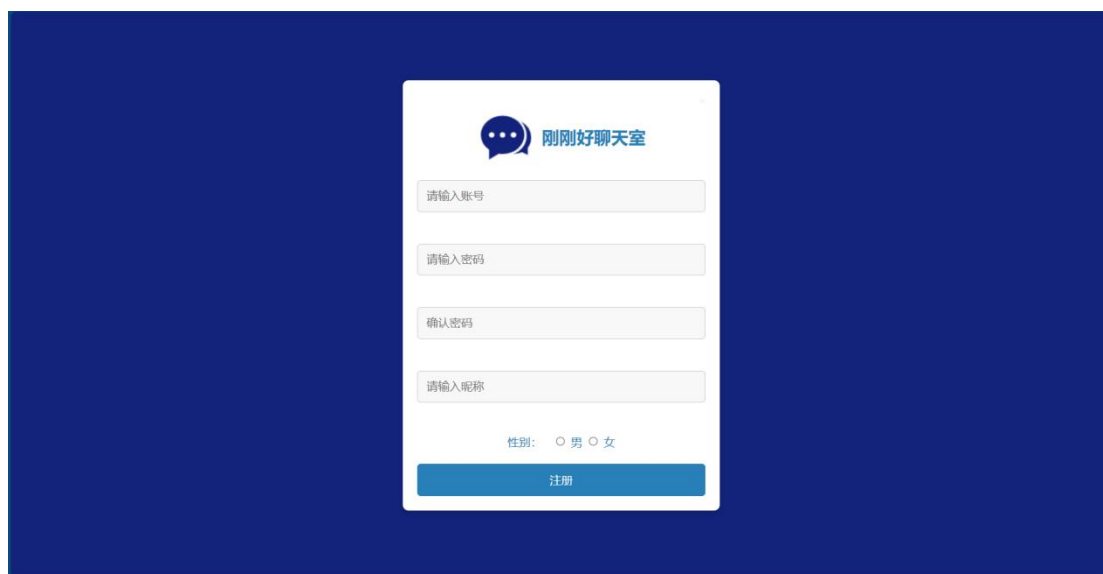 刚刚好聊天室
请输入账号
请输入密码
确认密码
请输入昵称
性别： 男 女
注册